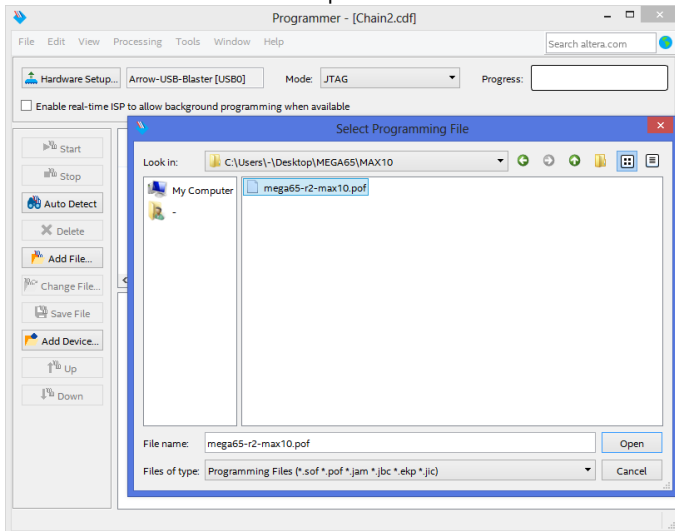 Programmer - [Chain2.cdf]
File Edit View Processing Tools Window Help
Search altera.com
Hardware Setup... Arrow-USB-Blaster [USB0] Mode: JTAG Progress:
Enable real-time ISP to allow background programming when available
Select Programming File
Start
Stop
Auto Detect
Delete
Add File...
Change File...
Save File
Add Device...
Up
Down
Look in: C:\Users\-\Desktop\MEGA65\MAX10
My Computer
-
mega65-r2-max10.pof
File name: mega65-r2-max10.pof Open
Files of type: Programming Files (*.sof *.pof *.jam *.jbc *.ekp *.jic) Cancel